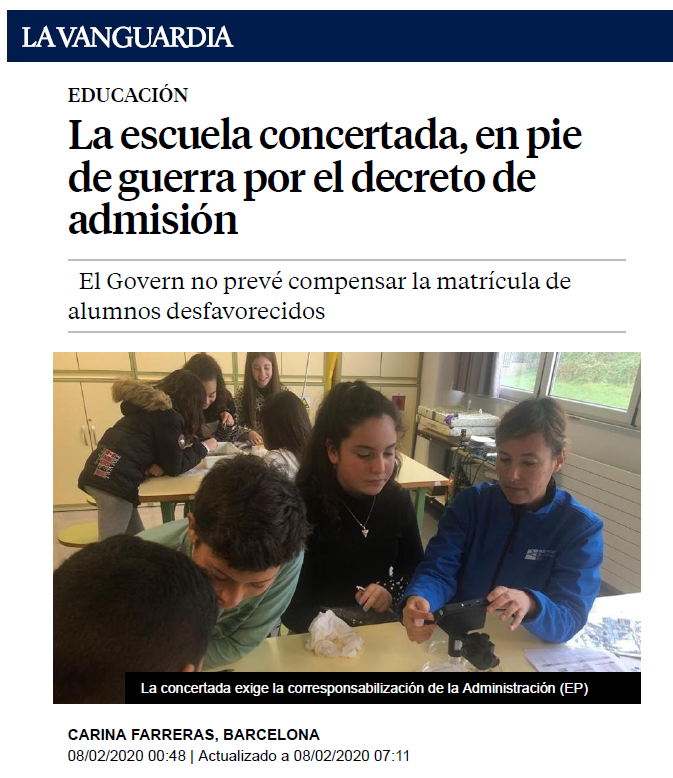 LA VANGUARDIA
EDUCACIÓN
La escuela concertada, en pie
de guerra por el decreto de
admisión
El Govern no prevé compensar la matrícula de
alumnos desfavorecidos
La concertada exige la corresponsabilización de la Administración (EP)
CARINA FARRERAS, BARCELONA
08/02/2020 00:48 | Actualizado a 08/02/2020 07:11